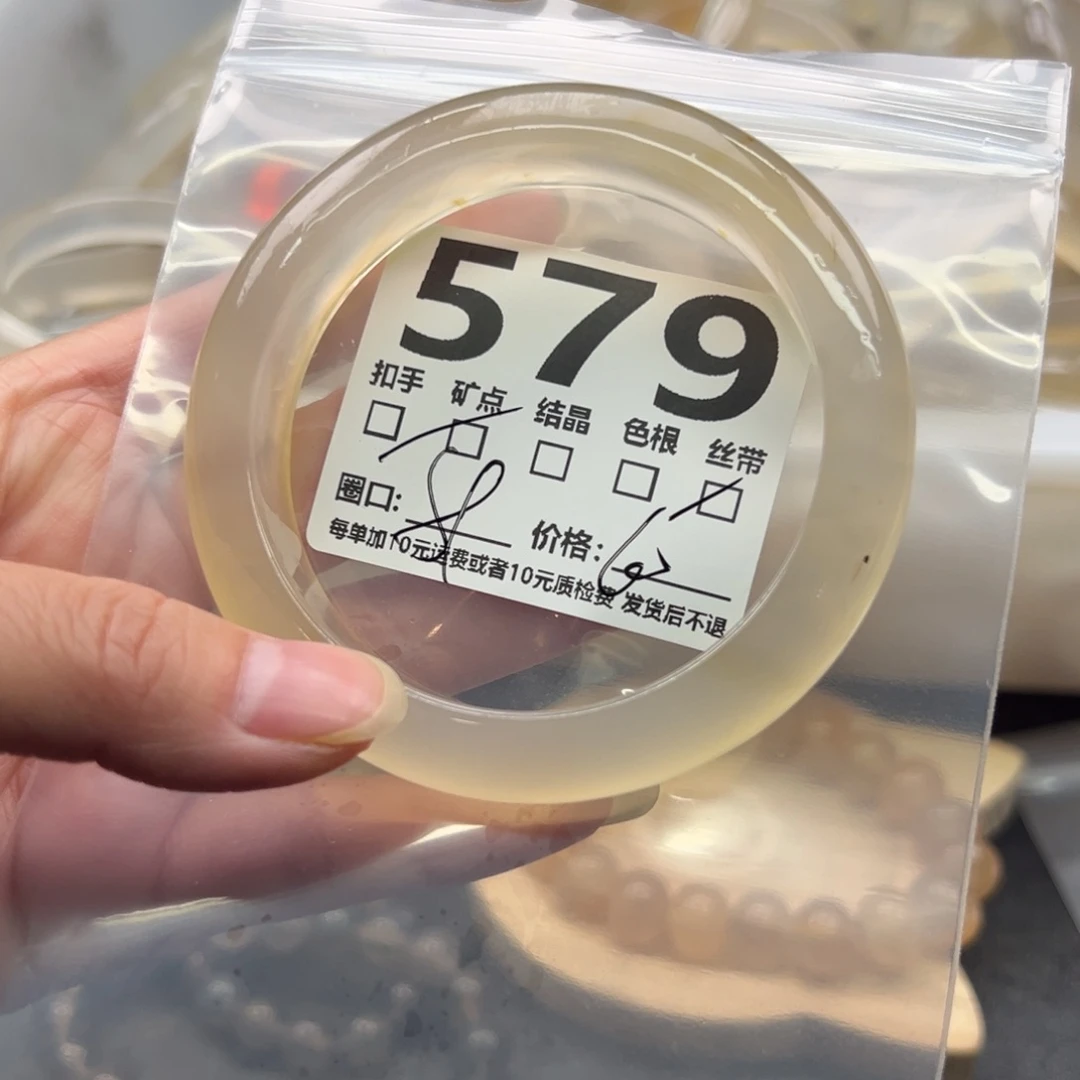 579
扣手 矿点 结晶 色根 丝带
圈口: 价格:
每单加10元运费或者10元质检费 发货后不退